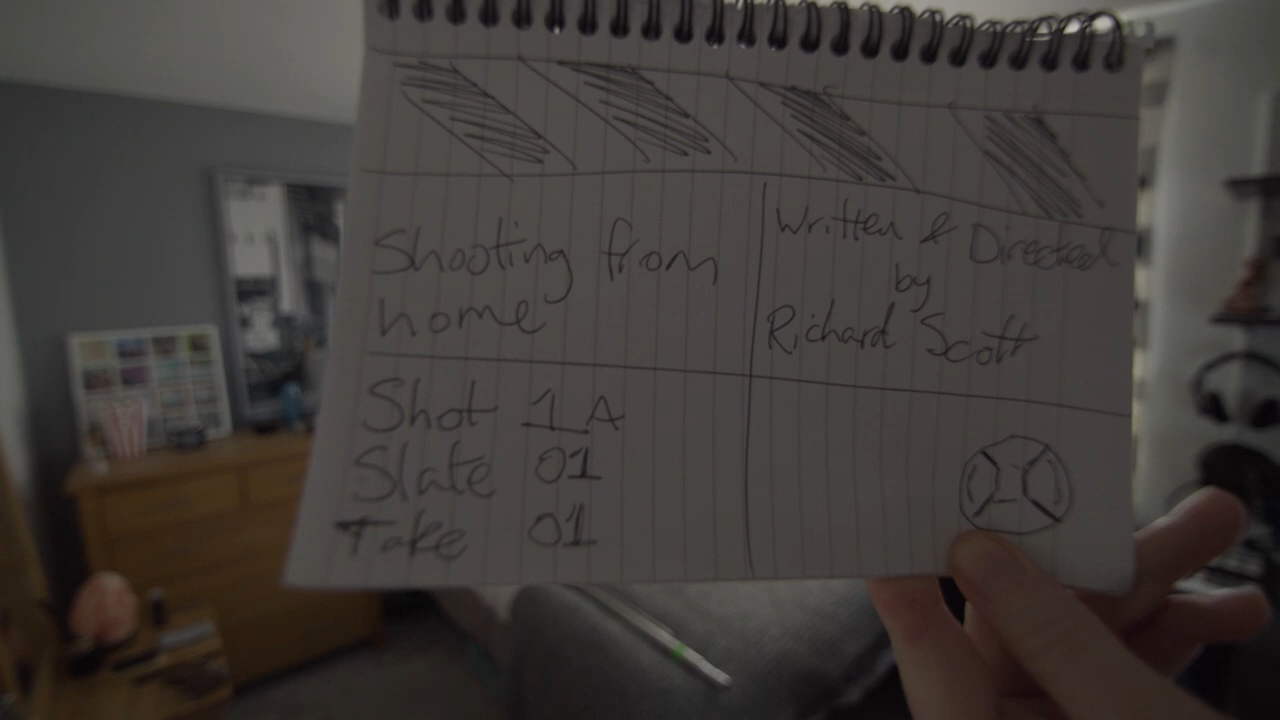 Shooting from
home
Written & Directed
by
Richard Scott
Shot 1A
Slate 01
Take 01